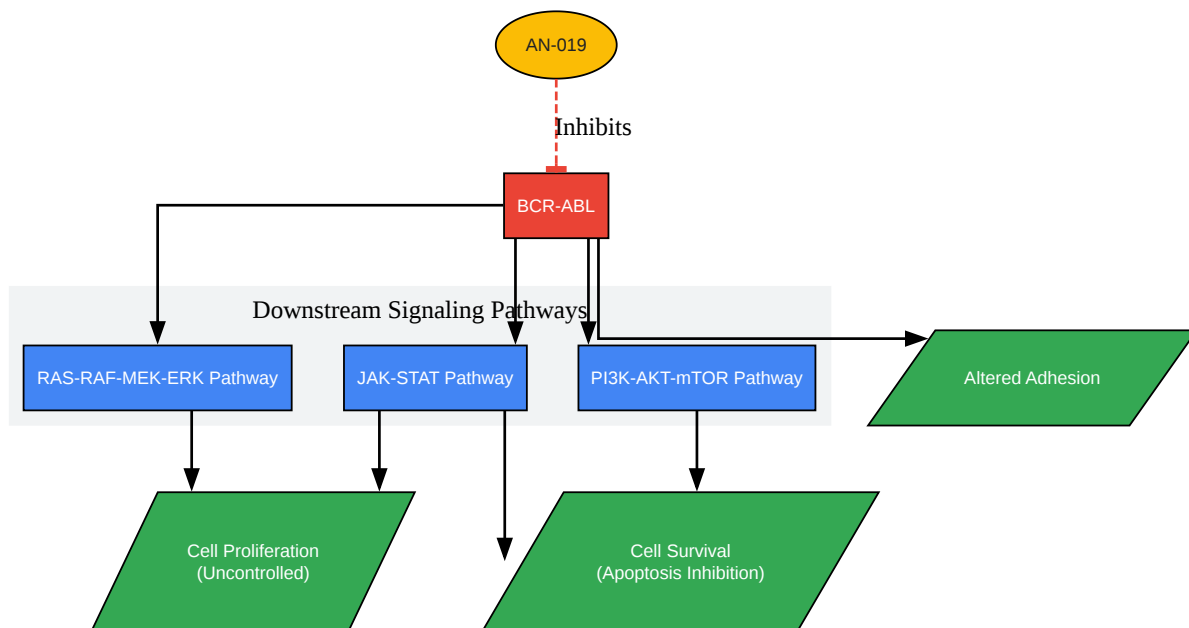 AN-019
Inhibits
BCR-ABL
Downstream Signaling Pathways
RAS-RAF-MEK-ERK Pathway
JAK-STAT Pathway
PI3K-AKT-mTOR Pathway
Altered Adhesion
Cell Proliferation
(Uncontrolled)
Cell Survival
(Apoptosis Inhibition)